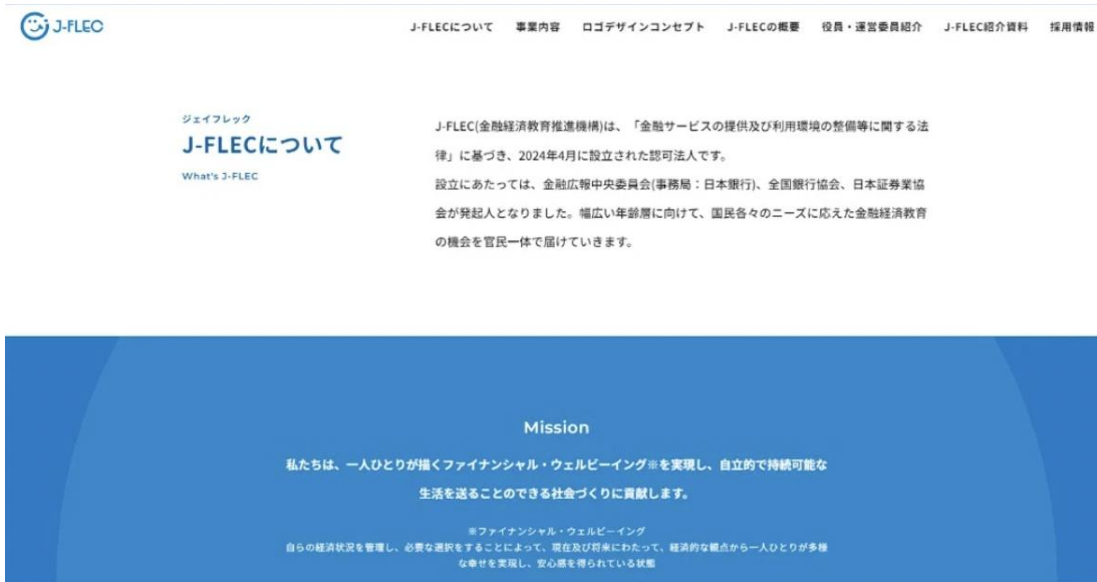 J-FLEC
J-FLECについて 事業内容 ロゴデザインコンセプト J-FLECの概要 役員・運営委員紹介 J-FLEC紹介資料 採用情報
ジェイフレック
J-FLECについて
What's J-FLEC
J-FLEC(金融経済教育推進機構)は、「金融サービスの提供及び利用環境の整備等に関する法
律」に基づき、2024年4月に設立された認可法人です。
設立にあたっては、金融広報中央委員会(事務局：日本銀行)、全国銀行協会、日本証券業協
会が発起人となりました。幅広い年齢層に向けて、国民各々のニーズに応えた金融経済教育
の機会を官民一体で届けていきます。
Mission
私たちは、一人ひとりが描くファイナンシャル・ウェルビーイング※を実現し、自立的で持続可能な
生活を送ることのできる社会づくりに貢献します。
※ファイナンシャル・ウェルビーイング
自らの経済状況を管理し、必要な選択をすることによって、現在及び将来にわたって、経済的な観点から一人ひとりが多様
な幸せを実現し、安心感を得られている状態